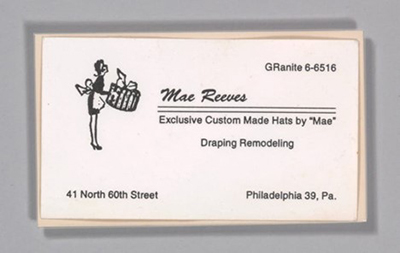 GRanite 6-6516
Mae Reeves
Exclusive Custom Made Hats by "Mae"
Draping Remodeling
41 North 60th Street
Philadelphia 39, Pa.